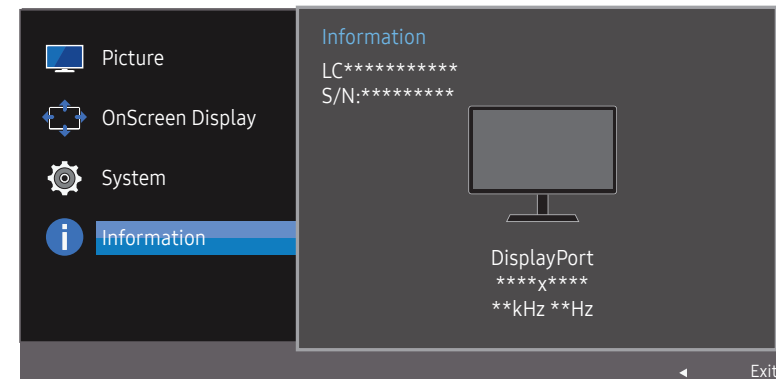 Picture
OnScreen Display
System
Information
Information
LC***********
S/N:*********
DisplayPort
****x****
**kHz **Hz
Exit